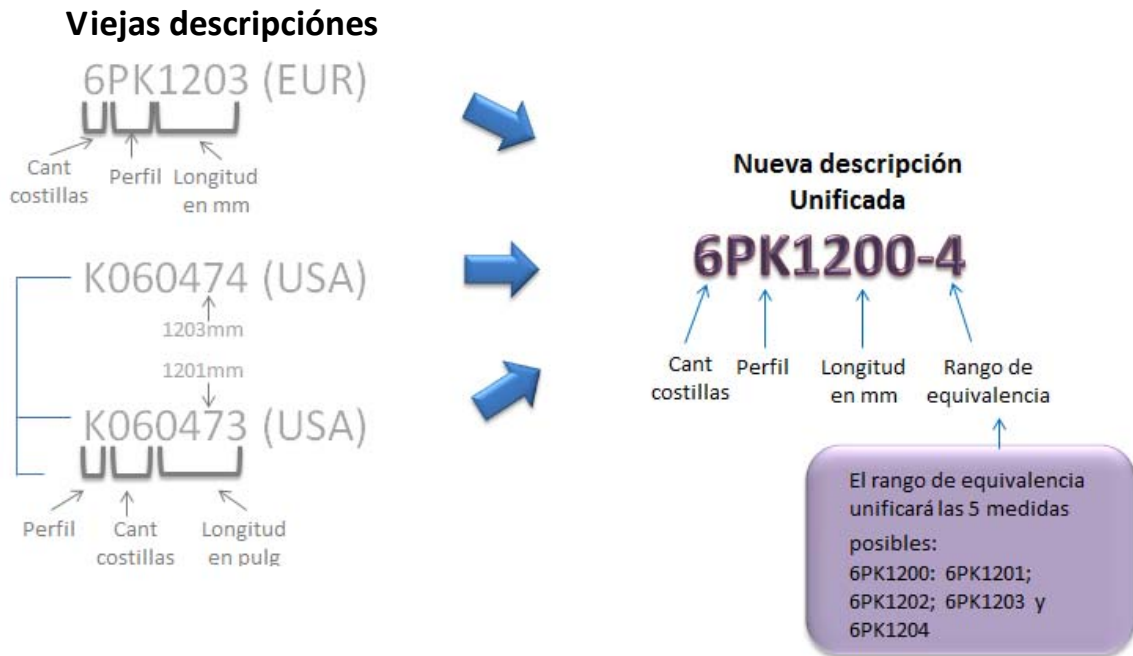 Viejas descripciónes
6PK1203 (EUR)
Cant
costillas
Perfil
Longitud
en mm
K060474 (USA)
1203mm
1201mm
K060473 (USA)
Perfil
Cant
costillas
Longitud
en pulg
Nueva descripción
Unificada
6PK1200-4
Cant
costillas
Perfil
Longitud
en mm
Rango de
equivalencia
El rango de equivalencia
unificará las 5 medidas
posibles:
6PK1200: 6PK1201;
6PK1202; 6PK1203 y
6PK1204